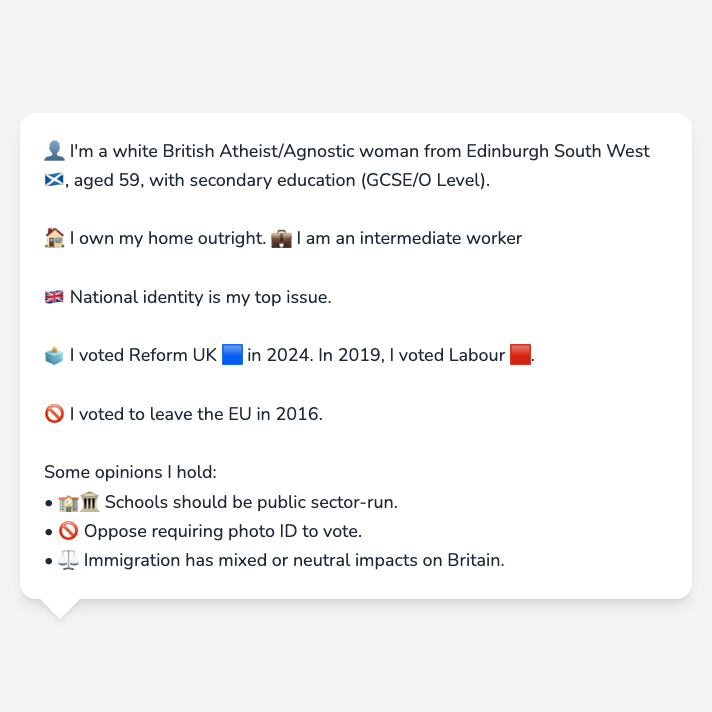 👤 I'm a white British Atheist/Agnostic woman from Edinburgh South West
🏴󠁧󠁢󠁳󠁣󠁴󠁿, aged 59, with secondary education (GCSE/O Level).
🏠 I own my home outright. 💼 I am an intermediate worker
🇬🇧 National identity is my top issue.
🗳️ I voted Reform UK 🟦 in 2024. In 2019, I voted Labour 🟥.
🚫 I voted to leave the EU in 2016.
Some opinions I hold:
• 🏫🏛️ Schools should be public sector-run.
• 🚫 Oppose requiring photo ID to vote.
• ⚖️ Immigration has mixed or neutral impacts on Britain.